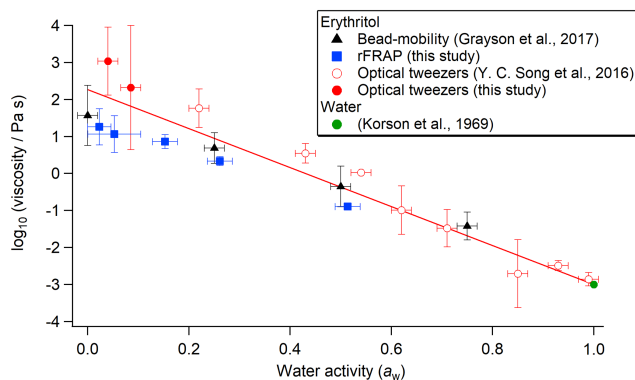 Erythritol
Bead-mobility (Grayson et al., 2017)
rFRAP (this study)
Optical tweezers (Y. C. Song et al., 2016)
Optical tweezers (this study)
Water
(Korson et al., 1969)
log₁₀ (viscosity / Pa s)
4
3
2
1
0
-1
-2
-3
-4
0.0 0.2 0.4 0.6 0.8 1.0
Water activity (a_w)